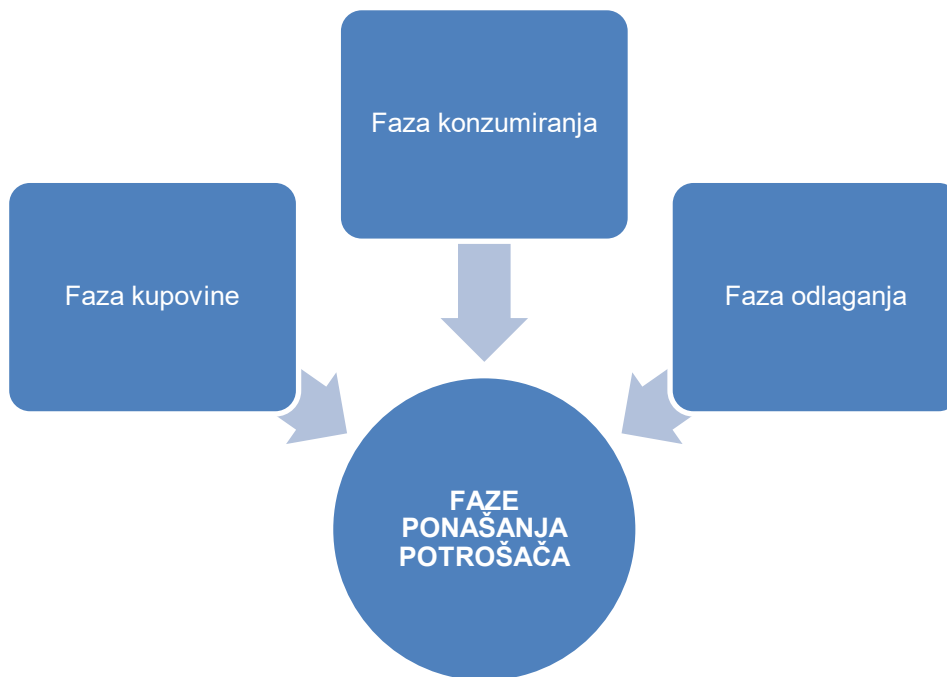 Faza konzumiranja
Faza kupovine
Faza odlaganja
FAZE
PONAŠANJA
POTROŠAČA